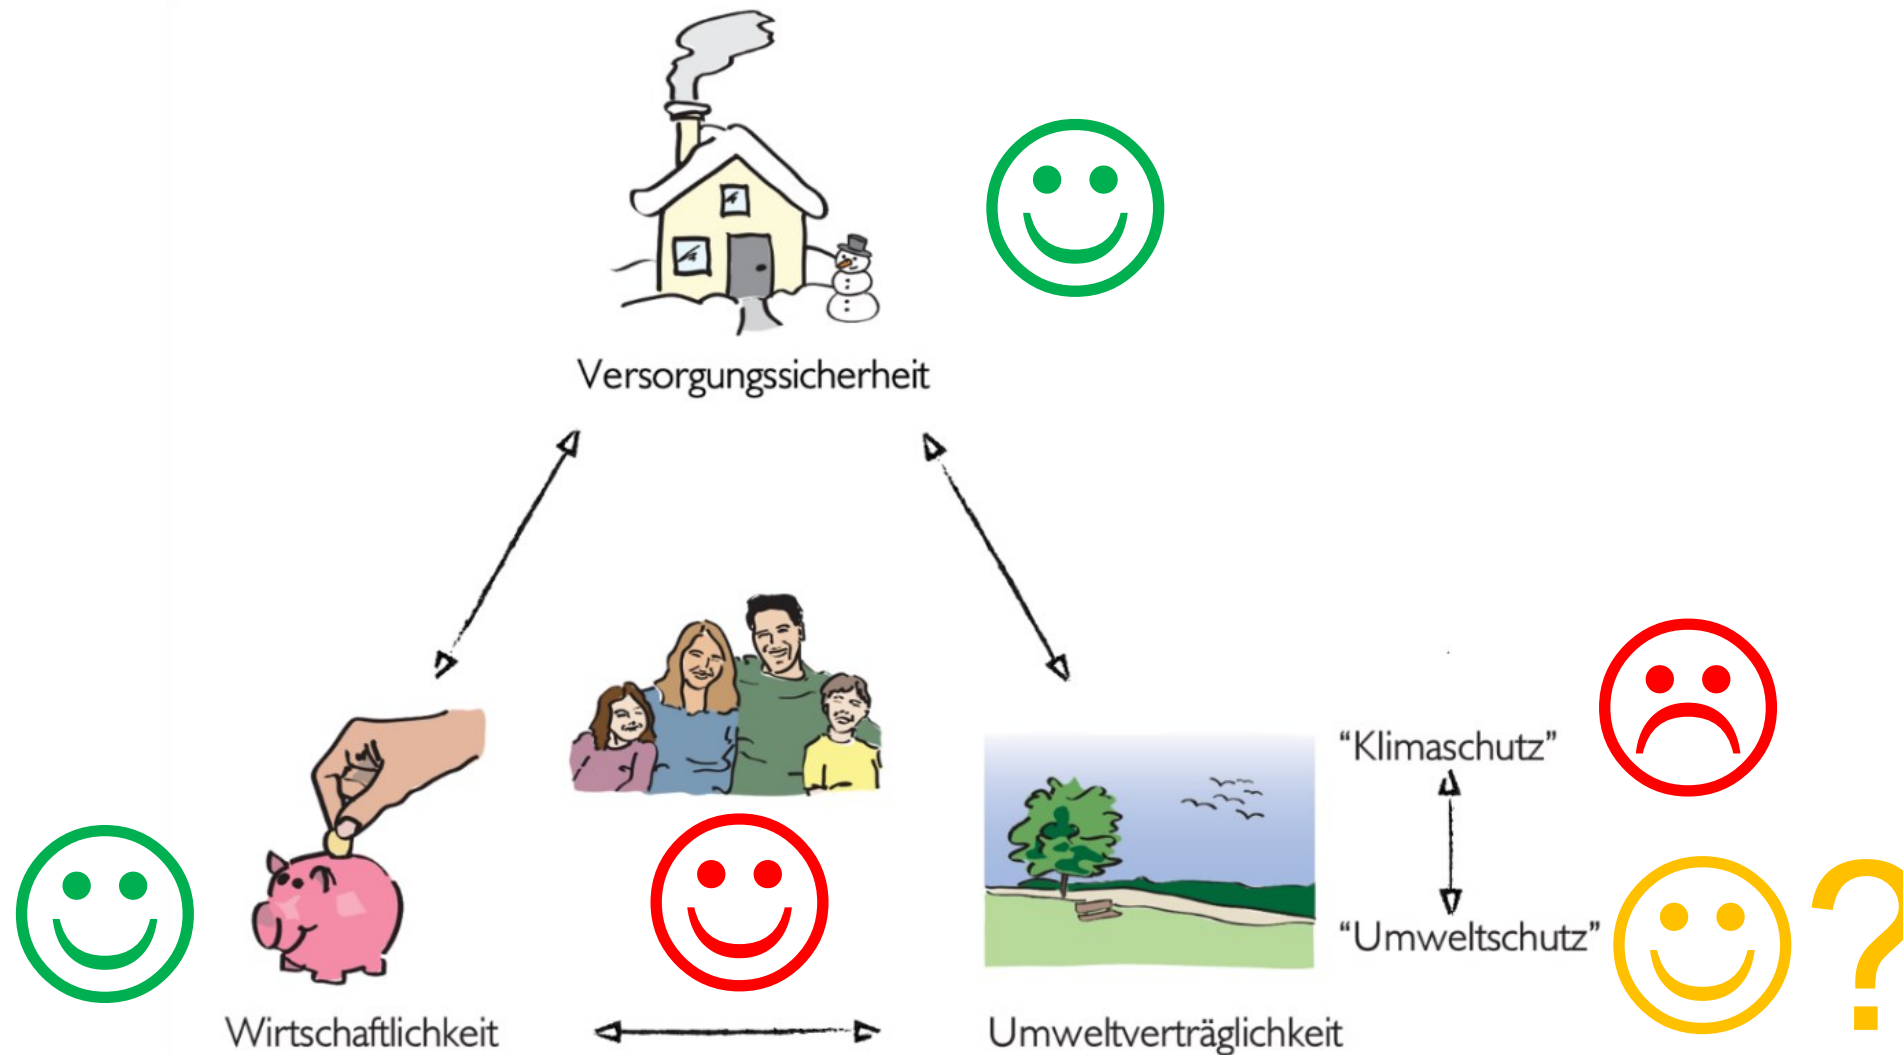 Versorgungssicherheit
“Klimaschutz”
“Umweltschutz”
?
Wirtschaftlichkeit
Umweltverträglichkeit